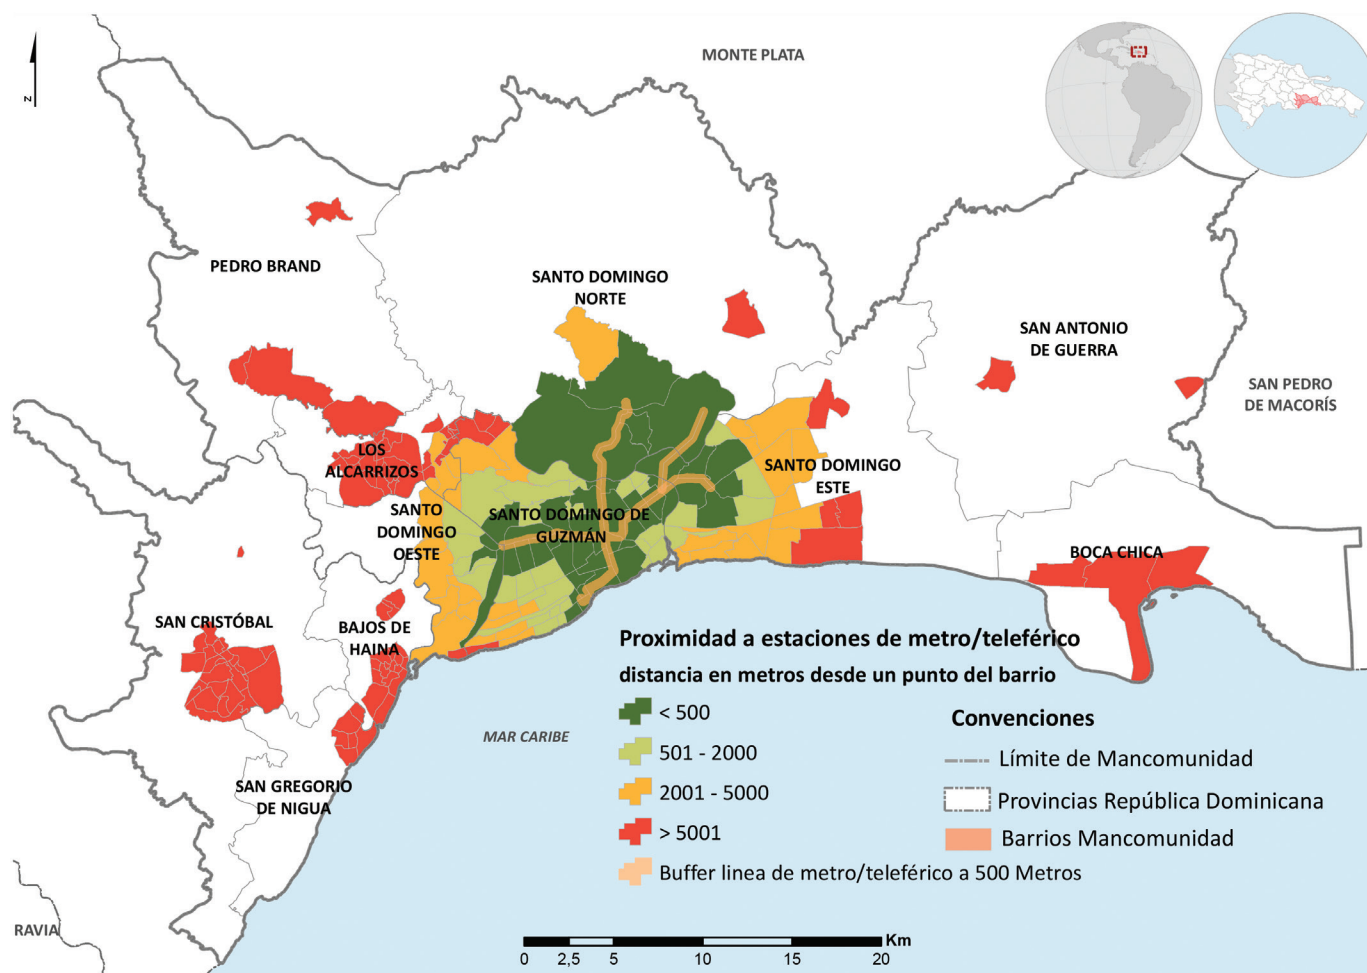 MONTE PLATA
N
PEDRO BRAND
SANTO DOMINGO
NORTE
SAN ANTONIO
DE GUERRA
SAN PEDRO
DE MACORÍS
LOS
ALCARRIZOS
SANTO DOMINGO
ESTE
SANTO
DOMINGO
OESTE
SANTO DOMINGO DE
GUZMÁN
BOCA CHICA
SAN CRISTÓBAL
BAJOS DE
HAINA
SAN GREGORIO
DE NIGUA
MAR CARIBE
RAVIA
Proximidad a estaciones de metro/teleférico
distancia en metros desde un punto del barrio
< 500
501 - 2000
2001 - 5000
> 5001
Buffer linea de metro/teleférico a 500 Metros
Convenciones
Límite de Mancomunidad
Provincias República Dominicana
Barrios Mancomunidad
Km
0 2,5 5 10 15 20